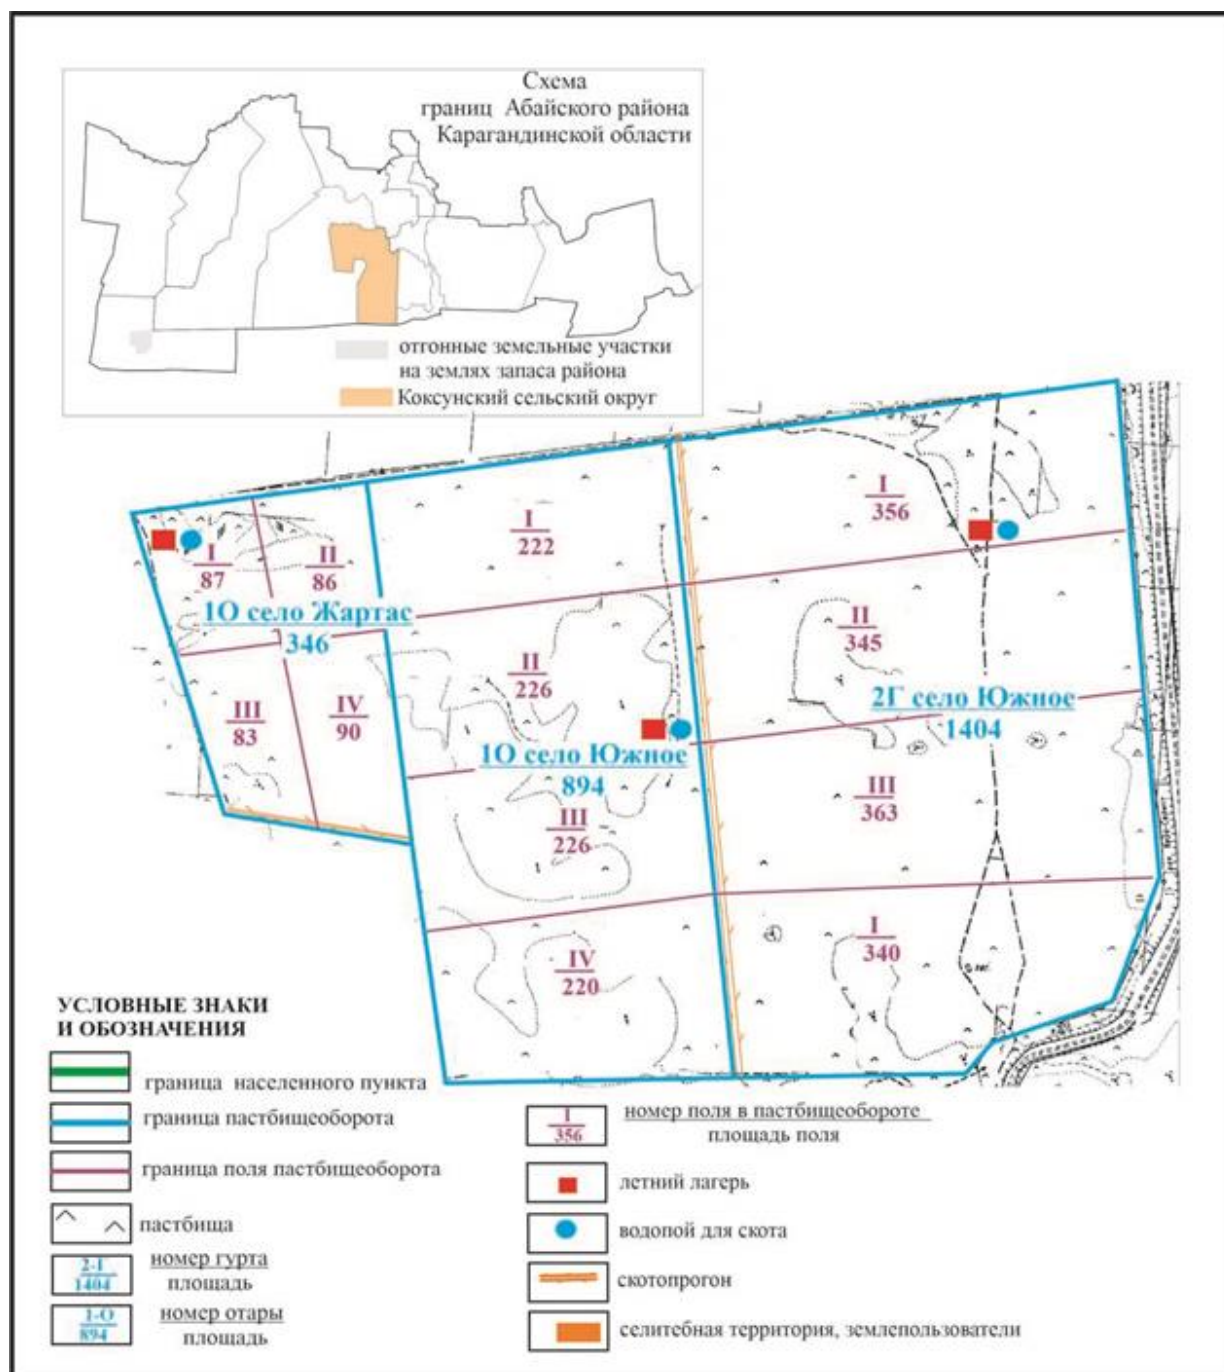 Схема
границ Абайского района
Карагандинской области
отгонные земельные участки
на землях запаса района
Коксунский сельский округ
I
356
I
222
I
87
II
86
1О село Жартас
346
II
345
II
226
2Г село Южное
1404
III
83
IV
90
1О село Южное
894
III
363
III
226
I
340
IV
220
УСЛОВНЫЕ ЗНАКИ
И ОБОЗНАЧЕНИЯ
граница населенного пункта
граница пастбищеоборота
граница поля пастбищеоборота
пастбища
2-Г
1404
номер гурта
площадь
1-О
894
номер отары
площадь
I
356
номер поля в пастбищеобороте
площадь поля
летний лагерь
водопой для скота
скотопрогон
селитебная территория, землепользователи